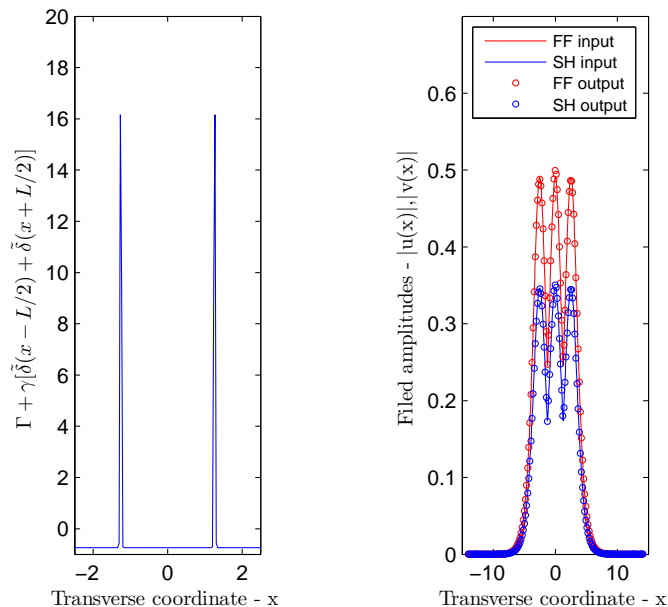 20
18
16
14
12
10
8
6
4
2
0
−2 0 2
Transverse coordinate - x
Γ + γ[δ̃(x − L/2) + δ̃(x + L/2)]
FF input
SH input
FF output
SH output
0.6
0.5
0.4
0.3
0.2
0.1
0
−10 0 10
Transverse coordinate - x
Filed amplitudes - |u(x)|,|v(x)|